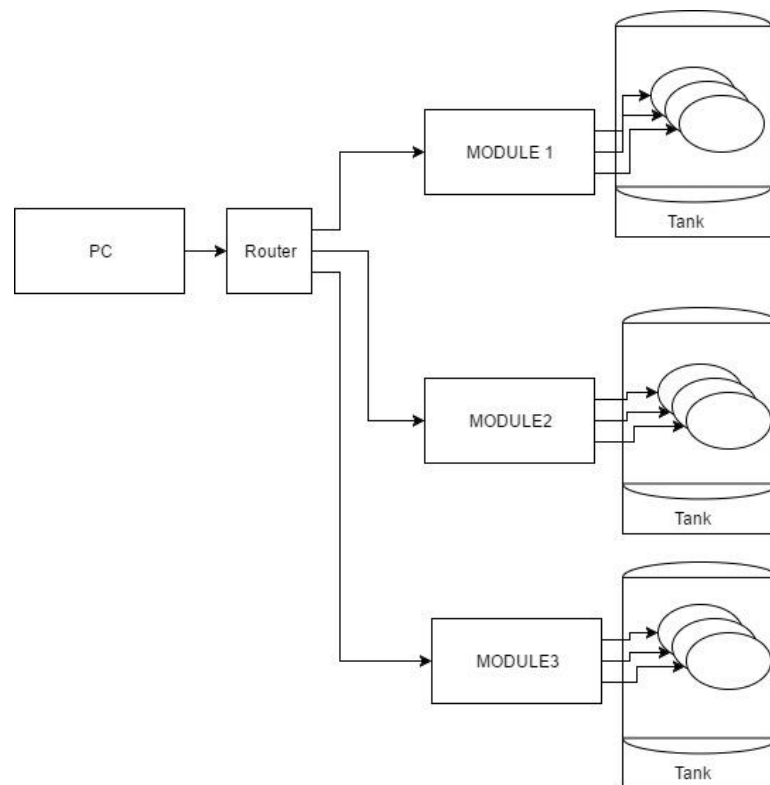 MODULE 1
Tank
PC
Router
MODULE2
Tank
MODULE3
Tank